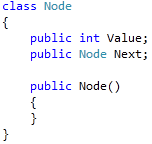 class Node
{
    public int Value;
    public Node Next;

    public Node()
    {
    }
}